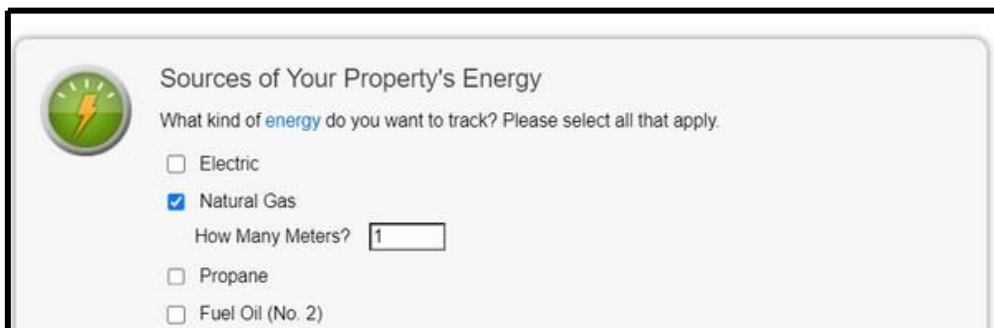 Sources of Your Property's Energy
What kind of energy do you want to track? Please select all that apply.
Electric
Natural Gas
How Many Meters? 1
Propane
Fuel Oil (No. 2)